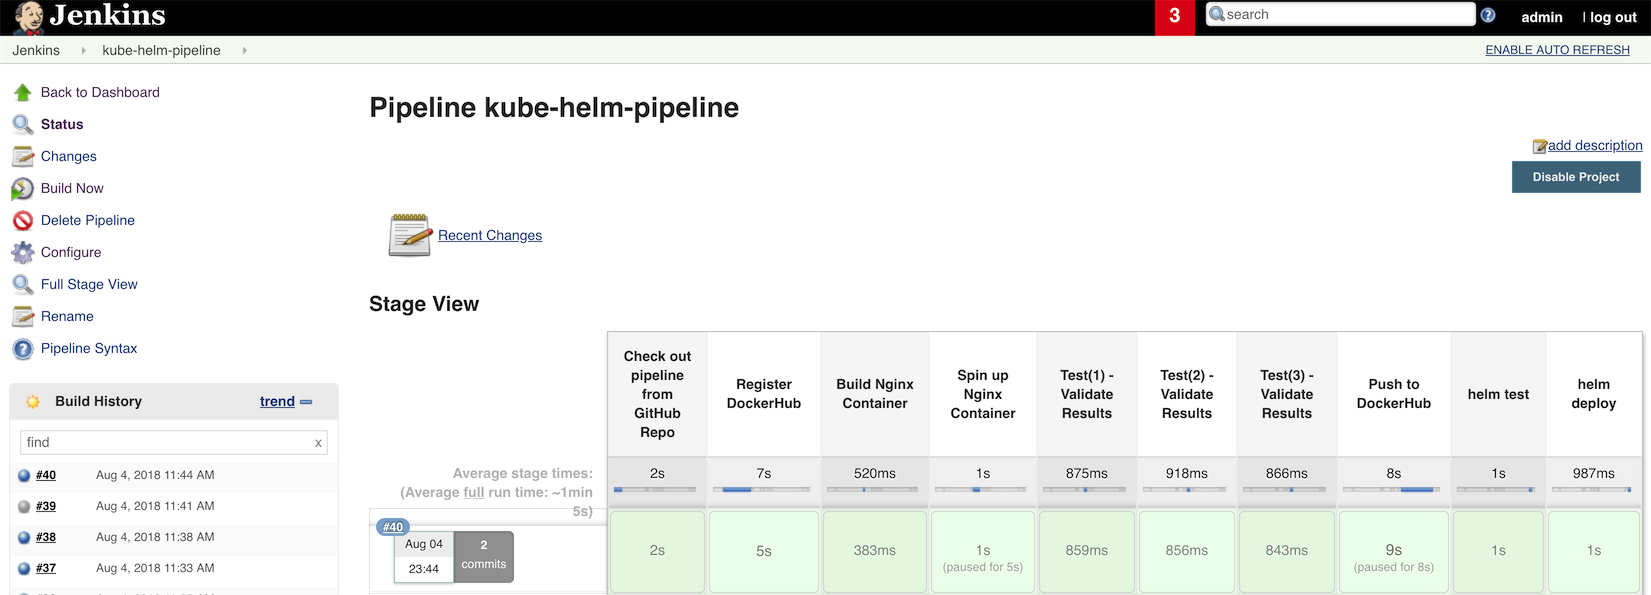 Jenkins
3
search
?
admin
| log out
Jenkins
kube-helm-pipeline
ENABLE AUTO REFRESH
Back to Dashboard
Status
Changes
Build Now
Delete Pipeline
Configure
Full Stage View
Rename
Pipeline Syntax
Build History
trend
find
x
#40 Aug 4, 2018 11:44 AM
#39 Aug 4, 2018 11:41 AM
#38 Aug 4, 2018 11:38 AM
#37 Aug 4, 2018 11:33 AM
Pipeline kube-helm-pipeline
add description
Disable Project
Recent Changes
Stage View
Check out
pipeline
from
GitHub
Repo
Register
DockerHub
Build Nginx
Container
Spin up
Nginx
Container
Test(1) -
Validate
Results
Test(2) -
Validate
Results
Test(3) -
Validate
Results
Push to
DockerHub
helm test
helm
deploy
Average stage times:
(Average full run time: ~1min
5s)
2s
7s
520ms
1s
875ms
918ms
866ms
8s
1s
987ms
#40
Aug 04
23:44
2
commits
2s
5s
383ms
1s
(paused for 5s)
859ms
856ms
843ms
9s
(paused for 8s)
1s
1s